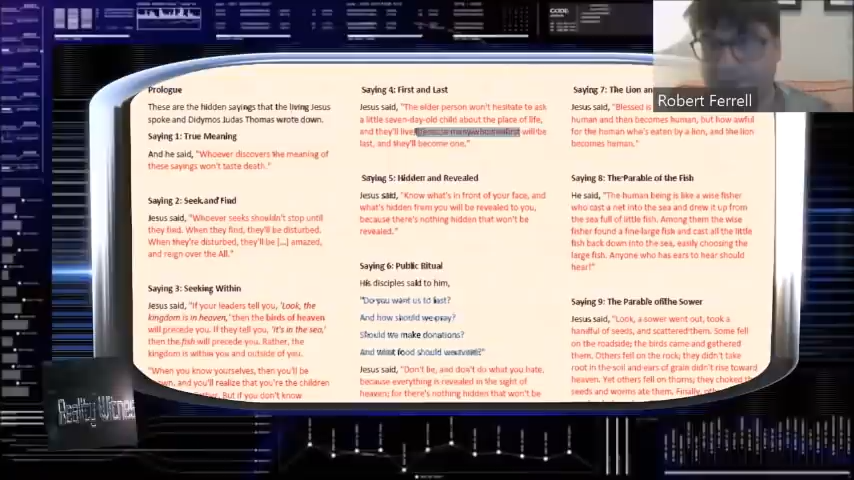 CODE:
Robert Ferrell
Prologue
These are the hidden sayings that the living Jesus
spoke and Didymos Judas Thomas wrote down.
Saying 1: True Meaning
And he said, "Whoever discovers the meaning of
these sayings won't taste death."
Saying 2: Seek and Find
Jesus said, "Whoever seeks shouldn't stop until
they find. When they find, they'll be disturbed.
When they're disturbed, they'll be […] amazed,
and reign over the All."
Saying 3: Seeking Within
Jesus said, "If your leaders tell you, 'Look, the
kingdom is in heaven,' then the birds of heaven
will precede you. If they tell you, 'It's in the sea,'
then the fish will precede you. Rather, the
kingdom is within you and outside of you.
"When you know yourselves, then you'll be
and you'll realize that you're the children
But if you don't know
Saying 4: First and Last
Jesus said, "The elder person won't hesitate to ask
a little seven-day-old child about the place of life,
and they'll live, because many who are first will be
last, and they'll become one."
Saying 5: Hidden and Revealed
Jesus said, "Know what's in front of your face, and
what's hidden from you will be revealed to you,
because there's nothing hidden that won't be
revealed."
Saying 6: Public Ritual
His disciples said to him,
"Do you want us to fast?
And how should we pray?
Should we make donations?
And what food should we avoid?"
Jesus said, "Don't lie, and don't do what you hate,
because everything is revealed in the sight of
heaven; for there's nothing hidden that won't be
Saying 7: The Lion and
Jesus said, "Blessed is
human and then becomes human, but how awful
for the human who's eaten by a lion, and the lion
becomes human."
Saying 8: The Parable of the Fish
He said, "The human being is like a wise fisher
who cast a net into the sea and drew it up from
the sea full of little fish. Among them the wise
fisher found a fine large fish and cast all the little
fish back down into the sea, easily choosing the
large fish. Anyone who has ears to hear should
hear!"
Saying 9: The Parable of the Sower
Jesus said, "Look, a sower went out, took a
handful of seeds, and scattered them. Some fell
on the roadside; the birds came and gathered
them. Others fell on the rock; they didn't take
root in the soil and ears of grain didn't rise toward
heaven. Yet others fell on thorns; they choked the
seeds and worms ate them. Finally,
Reality Witness